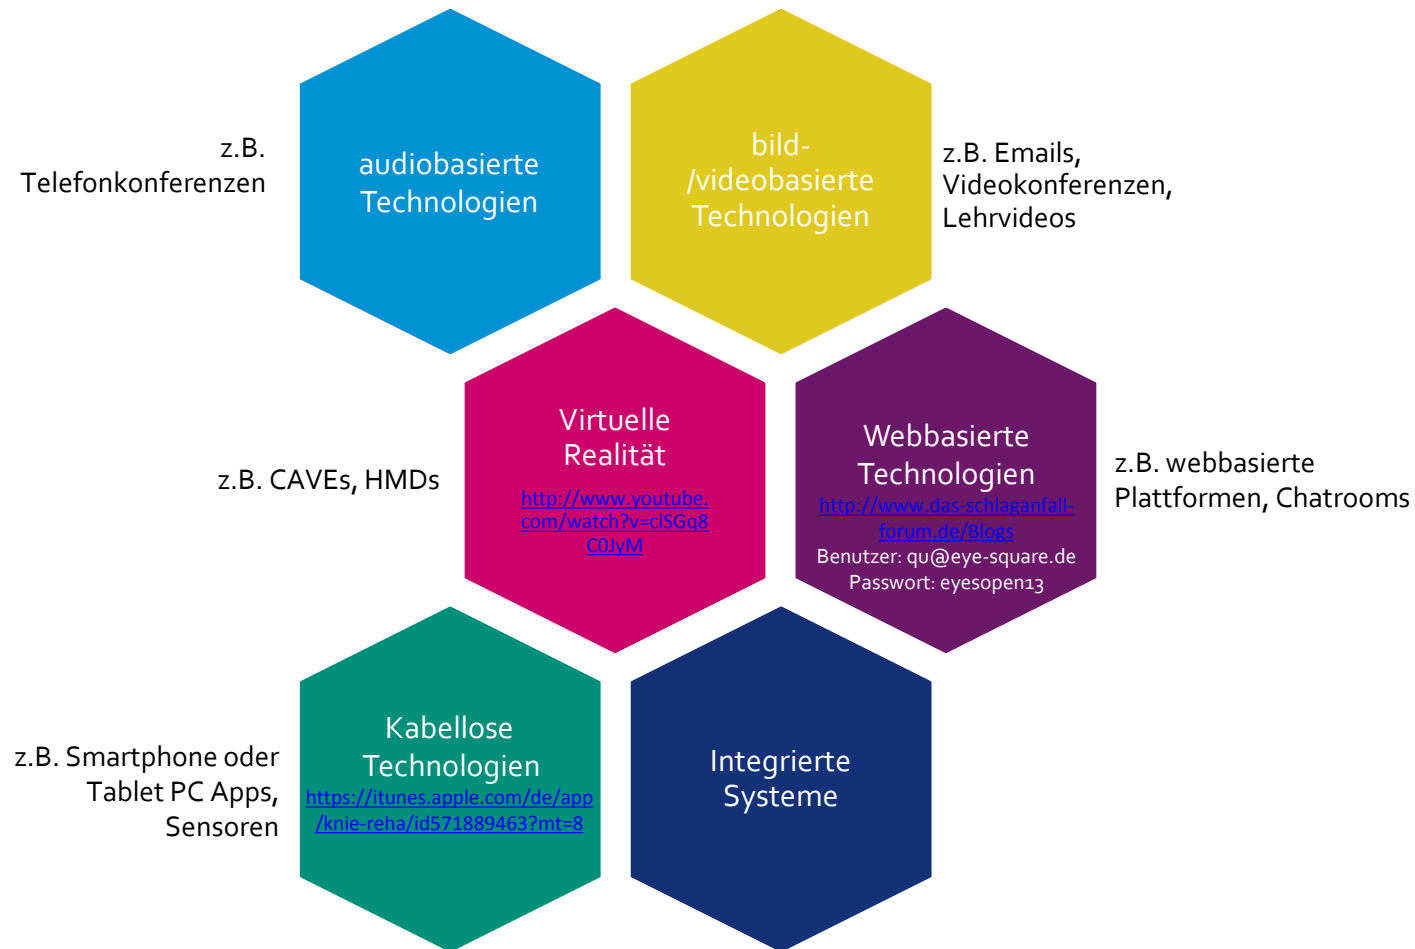 z.B.
Telefonkonferenzen
audiobasierte
Technologien
bild-
/videobasierte
Technologien
z.B. Emails,
Videokonferenzen,
Lehrvideos
z.B. CAVEs, HMDs
Virtuelle
Realität
http://www.youtube.
com/watch?v=clSGq8
C0JyM
Webbasierte
Technologien
http://www.das-schlaganfall-
forum.de/Blogs
Benutzer: qu@eye-square.de
Passwort: eyesopen13
z.B. webbasierte
Plattformen, Chatrooms
z.B. Smartphone oder
Tablet PC Apps,
Sensoren
Kabellose
Technologien
https://itunes.apple.com/de/app
/knie-reha/id571889463?mt=8
Integrierte
Systeme